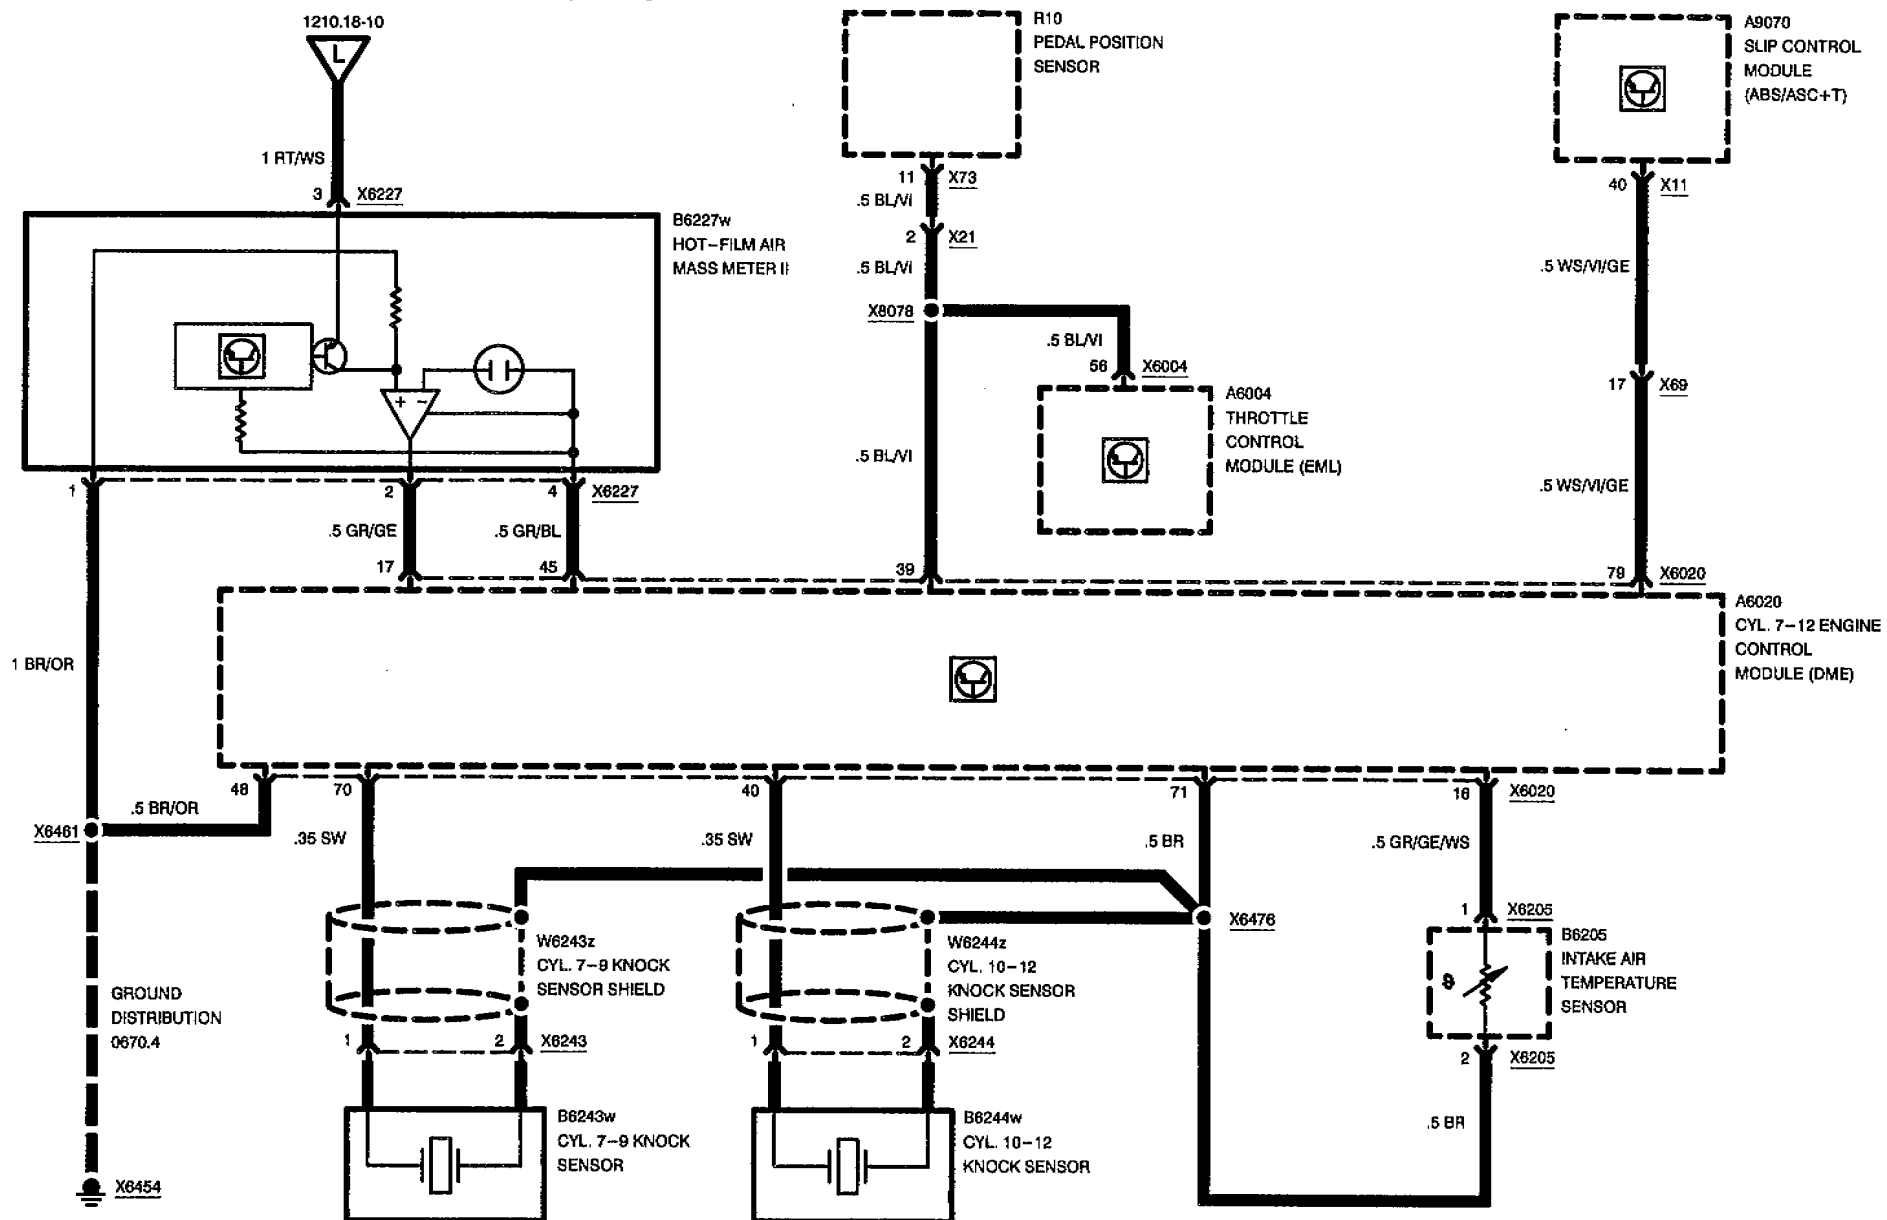 1210.18-10
L
1 RT/WS
3 X6227
B6227w
HOT-FILM AIR
MASS METER II
+ -
1 2 4 X6227
.5 GR/GE .5 GR/BL
17 45 39 79 X6020
R10
PEDAL POSITION
SENSOR
11 X73
.5 BL/VI
2 X21
.5 BL/VI
X8078
.5 BL/VI
56 X6004
A6004
THROTTLE
CONTROL
MODULE (EML)
.5 BL/VI
A9070
SLIP CONTROL
MODULE
(ABS/ASC+T)
40 X11
.5 WS/VI/GE
17 X69
.5 WS/VI/GE
A6020
CYL. 7-12 ENGINE
CONTROL
MODULE (DME)
1 BR/OR
48 70 40 71 16 X6020
X6461
.5 BR/OR
.35 SW
.35 SW
.5 BR
.5 GR/GE/WS
X6476
W6243z
CYL. 7-9 KNOCK
SENSOR SHIELD
W6244z
CYL. 10-12
KNOCK SENSOR
SHIELD
1 X6205
B6205
INTAKE AIR
TEMPERATURE
SENSOR
ϑ
2 X6205
GROUND
DISTRIBUTION
0670.4
1 2 X6243
1 2 X6244
B6243w
CYL. 7-9 KNOCK
SENSOR
B6244w
CYL. 10-12
KNOCK SENSOR
.5 BR
X6454